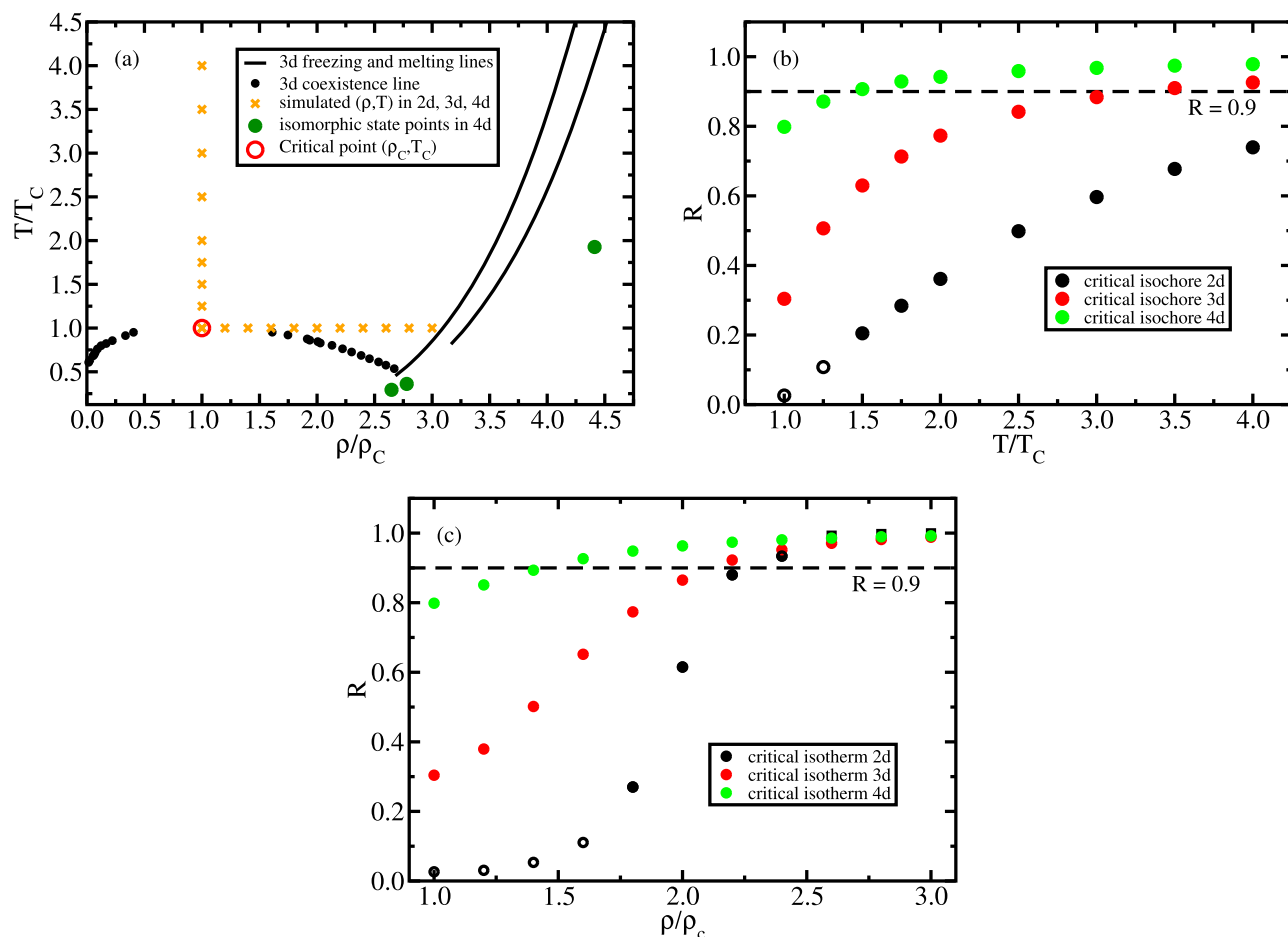 (a)
4.5
4.0
3.5
3.0
2.5
2.0
1.5
1.0
0.5
T/T_C
3d freezing and melting lines
3d coexistence line
simulated (ρ,T) in 2d, 3d, 4d
isomorphic state points in 4d
Critical point (ρ_C,T_C)
0.0 0.5 1.0 1.5 2.0 2.5 3.0 3.5 4.0 4.5
ρ/ρ_C
(b)
1.0
0.8
0.6
0.4
0.2
0.0
R
R = 0.9
critical isochore 2d
critical isochore 3d
critical isochore 4d
1.0 1.5 2.0 2.5 3.0 3.5 4.0
T/T_C
(c)
1.0
0.8
0.6
0.4
0.2
0.0
R
R = 0.9
critical isotherm 2d
critical isotherm 3d
critical isotherm 4d
1.0 1.5 2.0 2.5 3.0
ρ/ρ_c